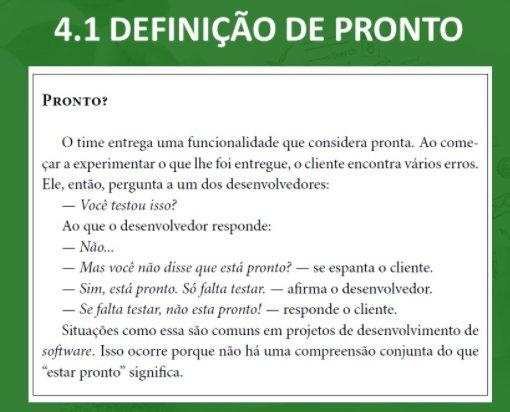 4.1 DEFINIÇÃO DE PRONTO
PRONTO?
O time entrega uma funcionalidade que considera pronta. Ao come-
çar a experimentar o que lhe foi entregue, o cliente encontra vários erros.
Ele, então, pergunta a um dos desenvolvedores:
— Você testou isso?
Ao que o desenvolvedor responde:
— Não...
— Mas você não disse que está pronto? — se espanta o cliente.
— Sim, está pronto. Só falta testar. — afirma o desenvolvedor.
— Se falta testar, não esta pronto! — responde o cliente.
Situações como essa são comuns em projetos de desenvolvimento de
software. Isso ocorre porque não há uma compreensão conjunta do que
“estar pronto” significa.